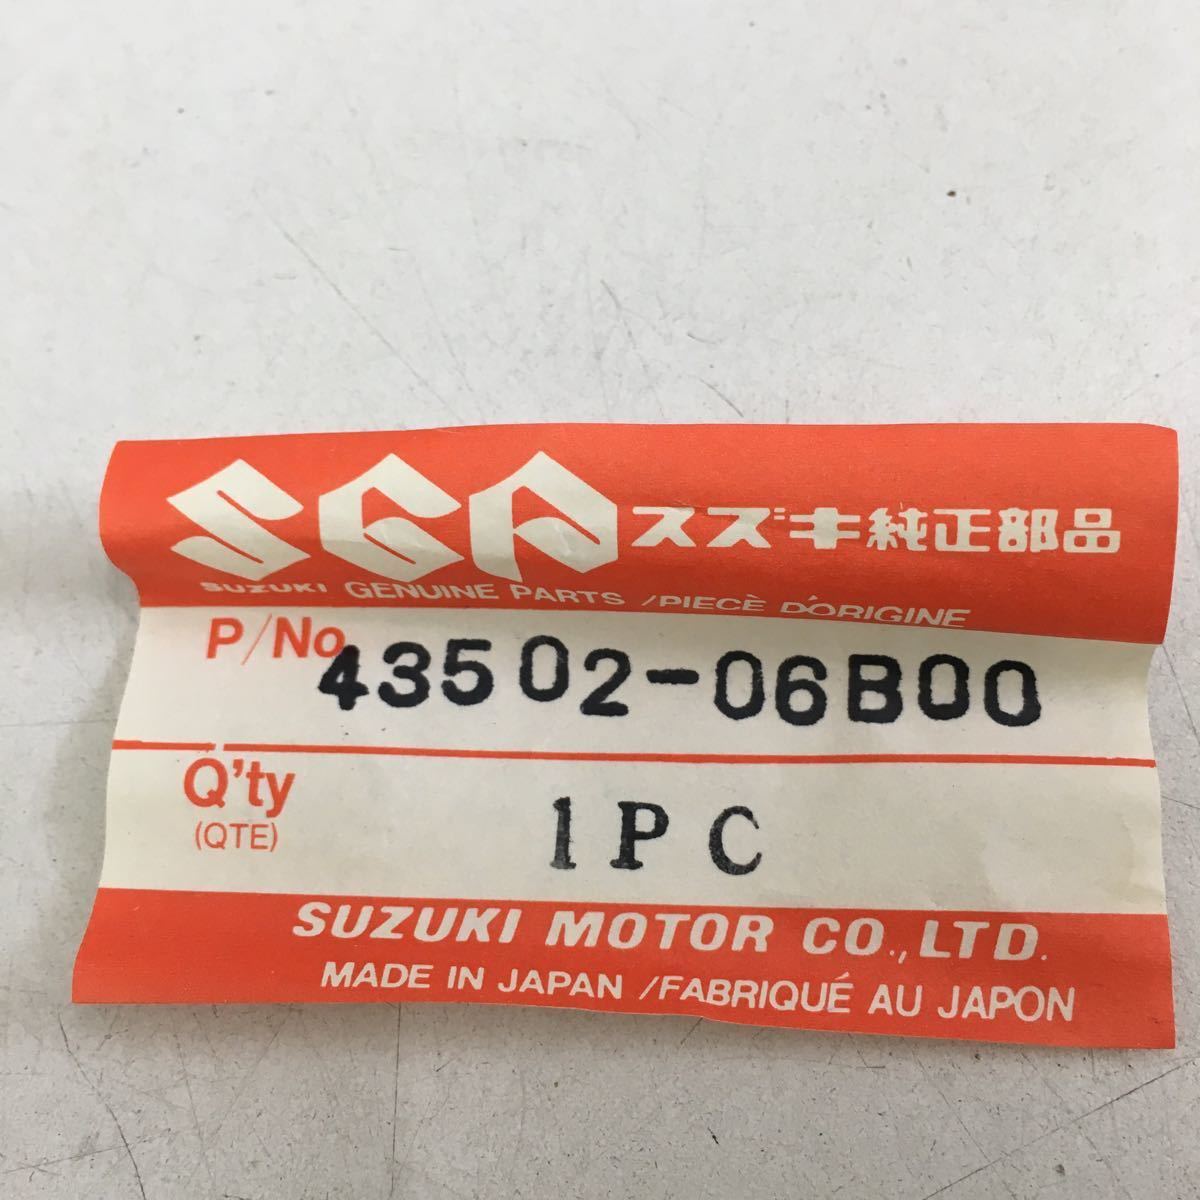 SGP スズキ純正部品
SUZUKI GENUINE PARTS / PIECÈ D'ORIGINE
P/No. 43502-06B00
Q'ty 1PC
(QTE)
SUZUKI MOTOR CO., LTD.
MADE IN JAPAN / FABRIQUÉ AU JAPON